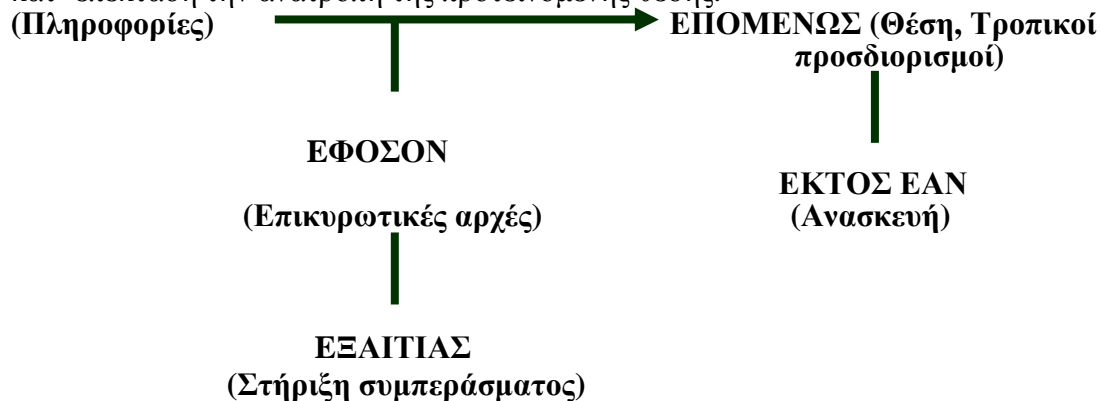 (Πληροφορίες)
ΕΠΟΜΕΝΩΣ (Θέση, Τροπικοί
προσδιορισμοί)
ΕΦΟΣΟΝ
(Επικυρωτικές αρχές)
ΕΚΤΟΣ ΕΑΝ
(Ανασκευή)
ΕΞΑΙΤΙΑΣ
(Στήριξη συμπεράσματος)